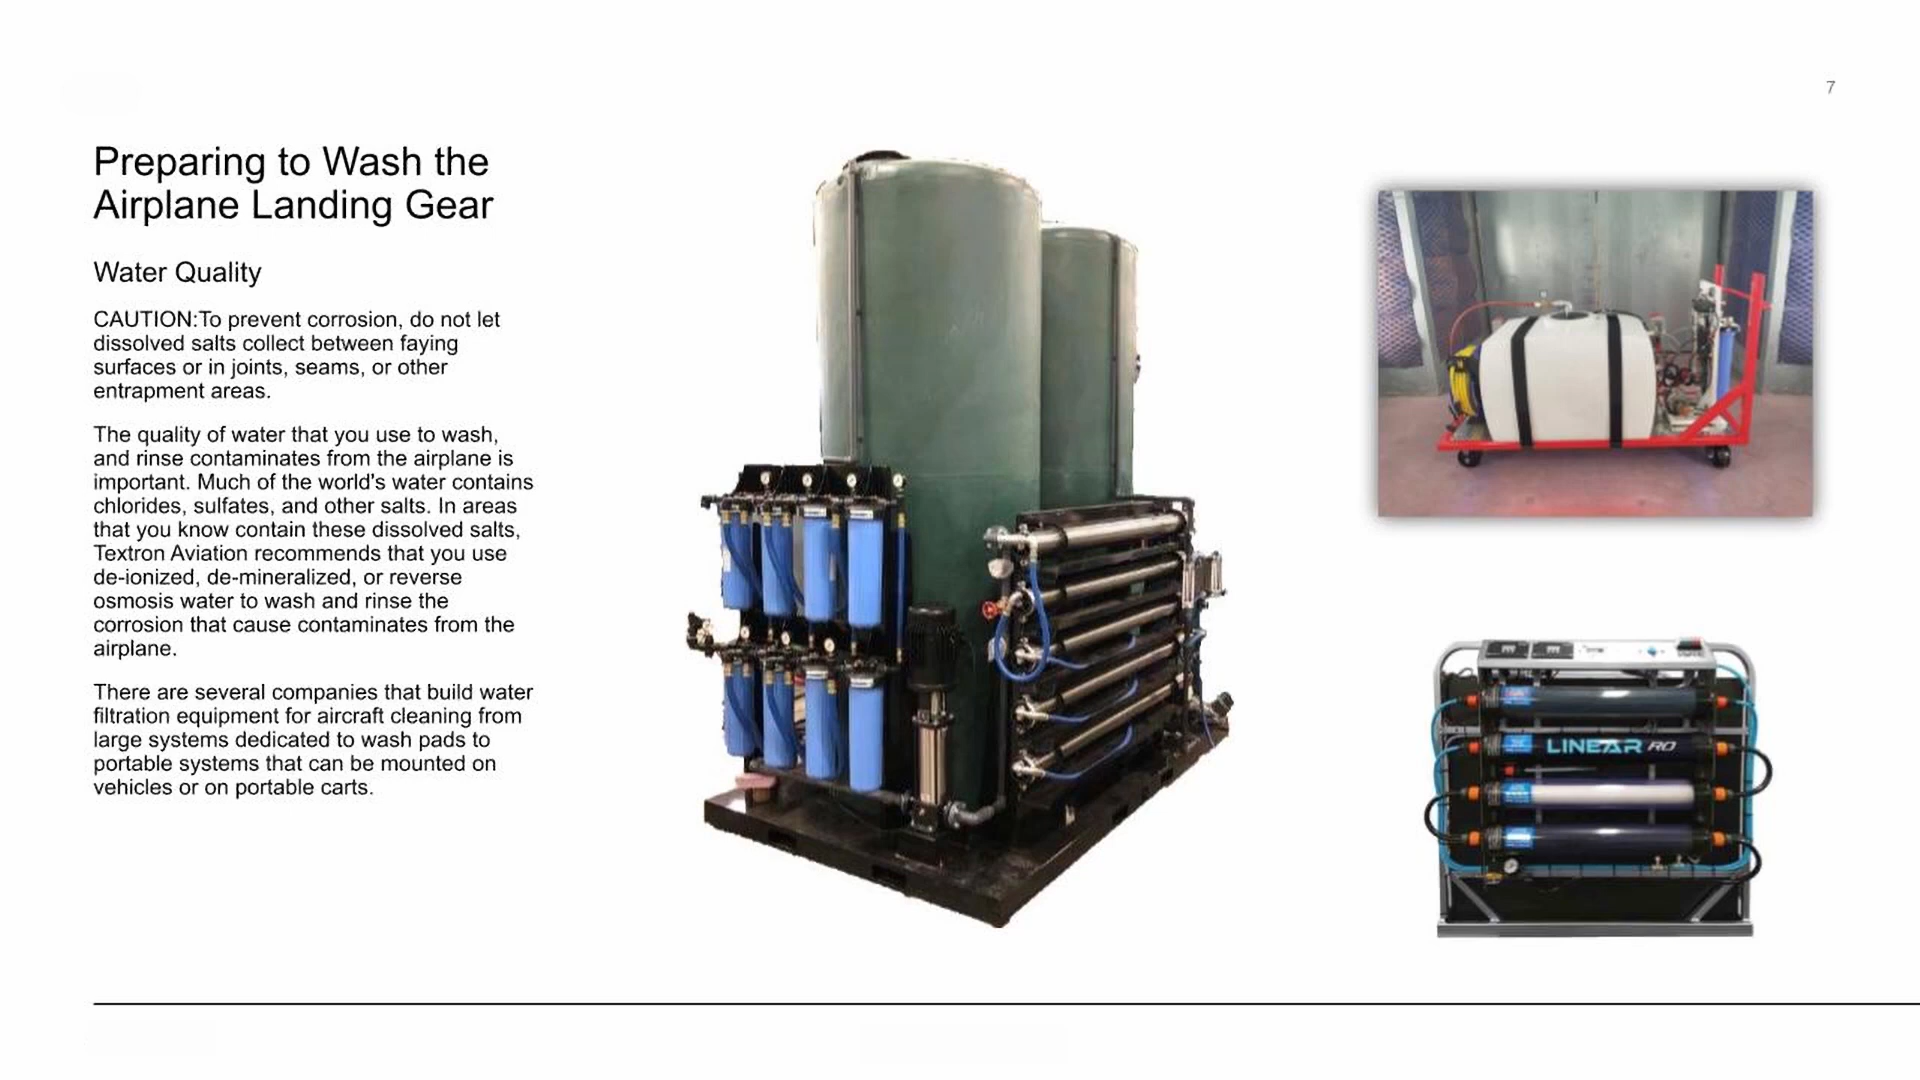 7
Preparing to Wash the
Airplane Landing Gear
Water Quality
CAUTION:To prevent corrosion, do not let
dissolved salts collect between faying
surfaces or in joints, seams, or other
entrapment areas.
The quality of water that you use to wash,
and rinse contaminates from the airplane is
important. Much of the world's water contains
chlorides, sulfates, and other salts. In areas
that you know contain these dissolved salts,
Textron Aviation recommends that you use
de-ionized, de-mineralized, or reverse
osmosis water to wash and rinse the
corrosion that cause contaminates from the
airplane.
There are several companies that build water
filtration equipment for aircraft cleaning from
large systems dedicated to wash pads to
portable systems that can be mounted on
vehicles or on portable carts.
LINEAR RO